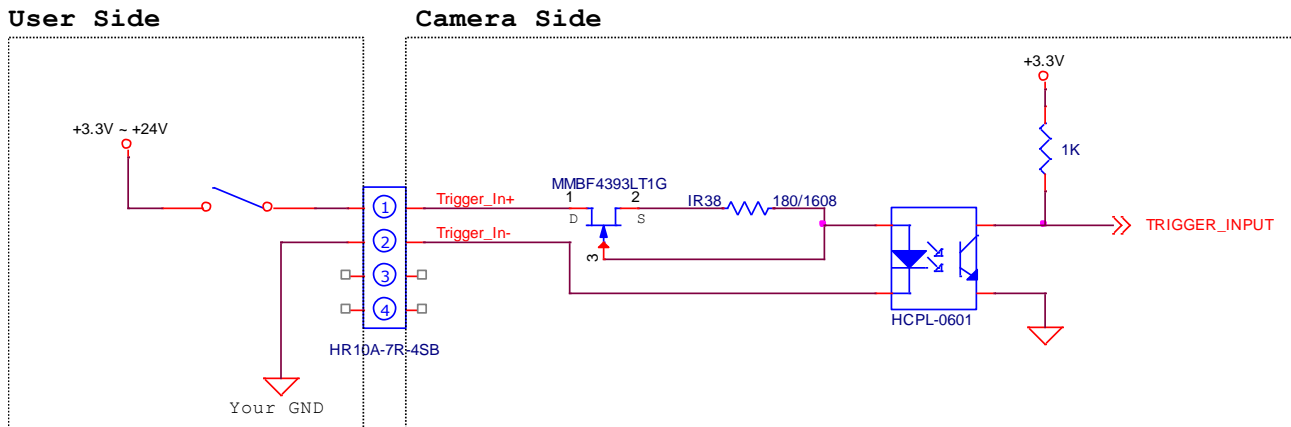 User Side
Camera Side
+3.3V
+3.3V ~ +24V
1K
MMBF4393LT1G
1
2
IR38
180/1608
Trigger_In+
D
S
1
TRIGGER_INPUT
Trigger_In-
2
3
3
4
HCPL-0601
HR10A-7R-4SB
Your GND